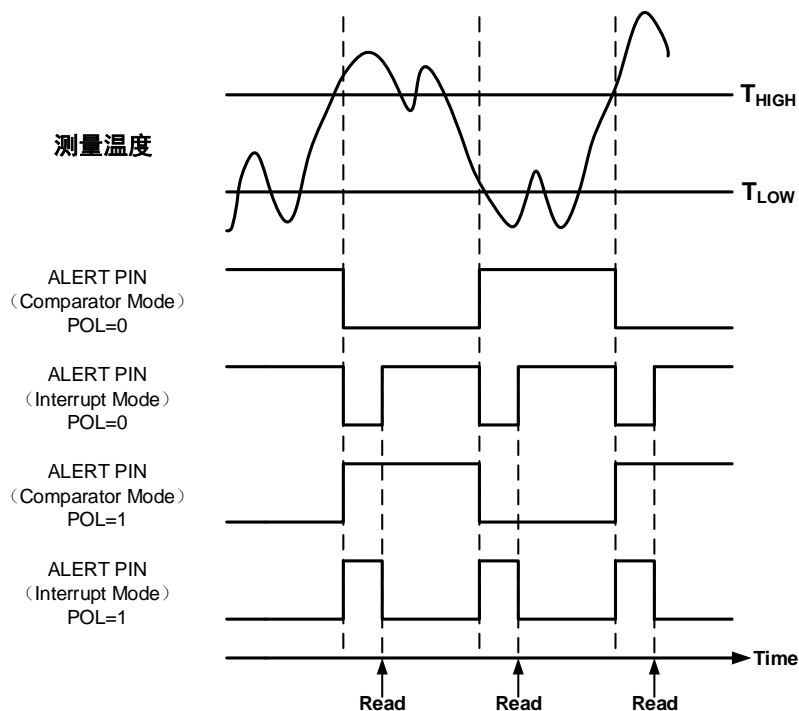 T_HIGH
测量温度
T_LOW
ALERT PIN
（Comparator Mode）
POL=0
ALERT PIN
（Interrupt Mode）
POL=0
ALERT PIN
（Comparator Mode）
POL=1
ALERT PIN
（Interrupt Mode）
POL=1
Time
Read Read Read